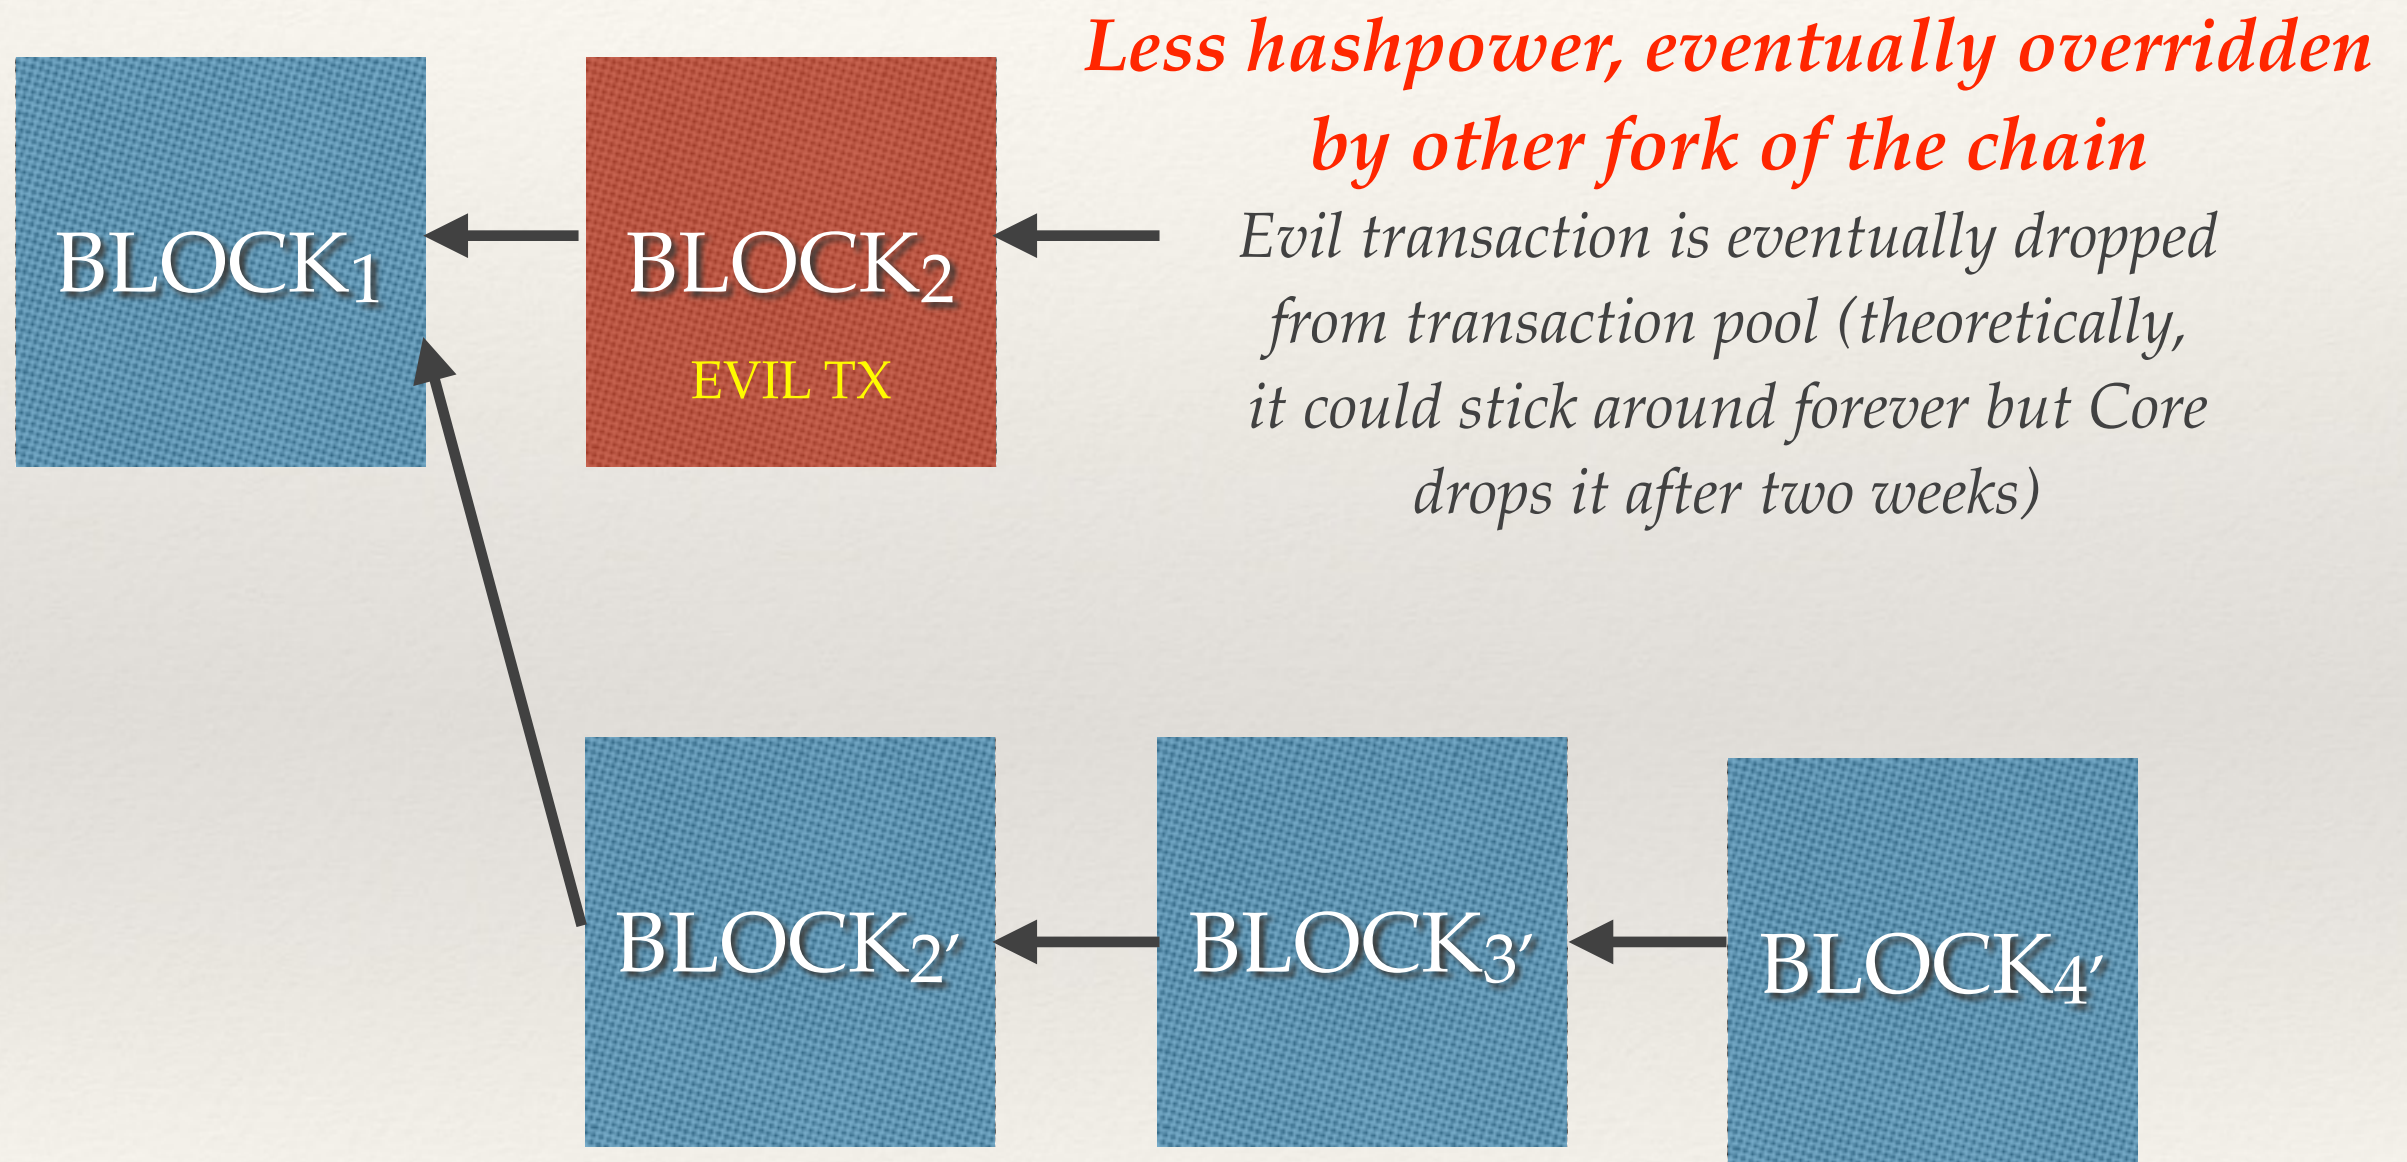 Less hashpower, eventually overridden
by other fork of the chain
BLOCK1
BLOCK2
EVIL TX
Evil transaction is eventually dropped
from transaction pool (theoretically,
it could stick around forever but Core
drops it after two weeks)
BLOCK2′
BLOCK3′
BLOCK4′